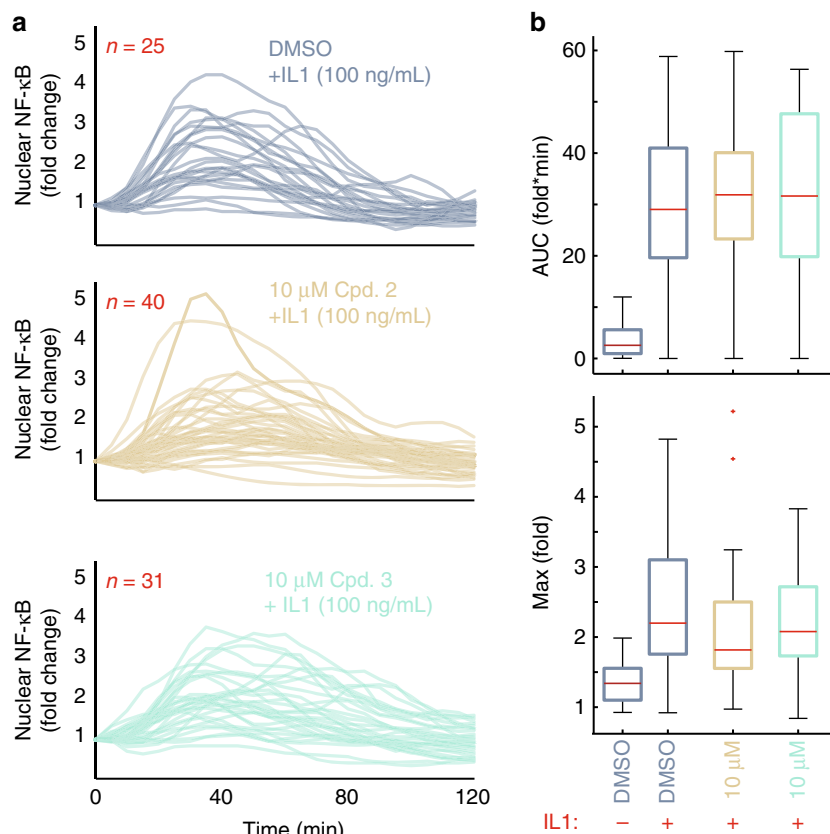 a
n = 25
DMSO
+IL1 (100 ng/mL)
Nuclear NF-κB
(fold change)
5
4
3
2
1
n = 40
10 μM Cpd. 2
+IL1 (100 ng/mL)
Nuclear NF-κB
(fold change)
5
4
3
2
1
n = 31
10 μM Cpd. 3
+ IL1 (100 ng/mL)
Nuclear NF-κB
(fold change)
5
4
3
2
1
0 40 80 120
Time (min)
b
AUC (fold*min)
60
40
20
0
Max (fold)
5
4
3
2
1
DMSO DMSO 10 μM 10 μM
IL1: – + + +